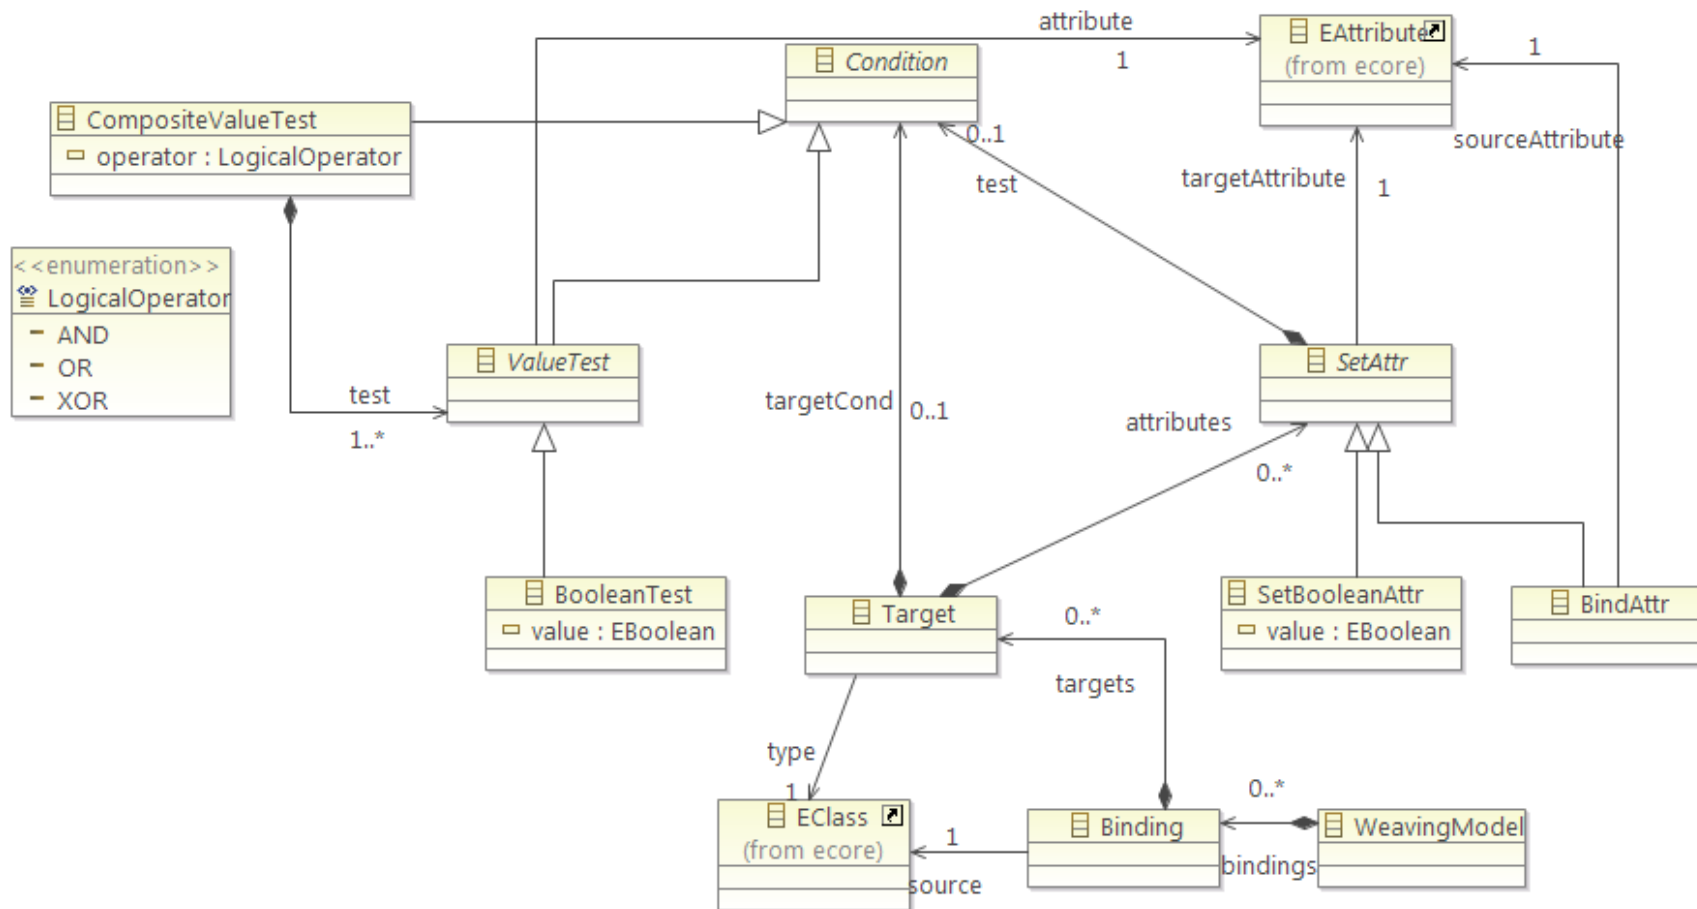 attribute
1
EAttribute
(from ecore)
1
sourceAttribute
Condition
CompositeValueTest
operator : LogicalOperator
0..1
test
targetAttribute
1
<<enumeration>>
LogicalOperator
AND
OR
XOR
ValueTest
test
1..*
targetCond
0..1
SetAttr
attributes
0..*
BooleanTest
value : EBoolean
Target
0..*
SetBooleanAttr
value : EBoolean
BindAttr
targets
type
1
EClass
(from ecore)
1
source
Binding
0..*
bindings
WeavingModel